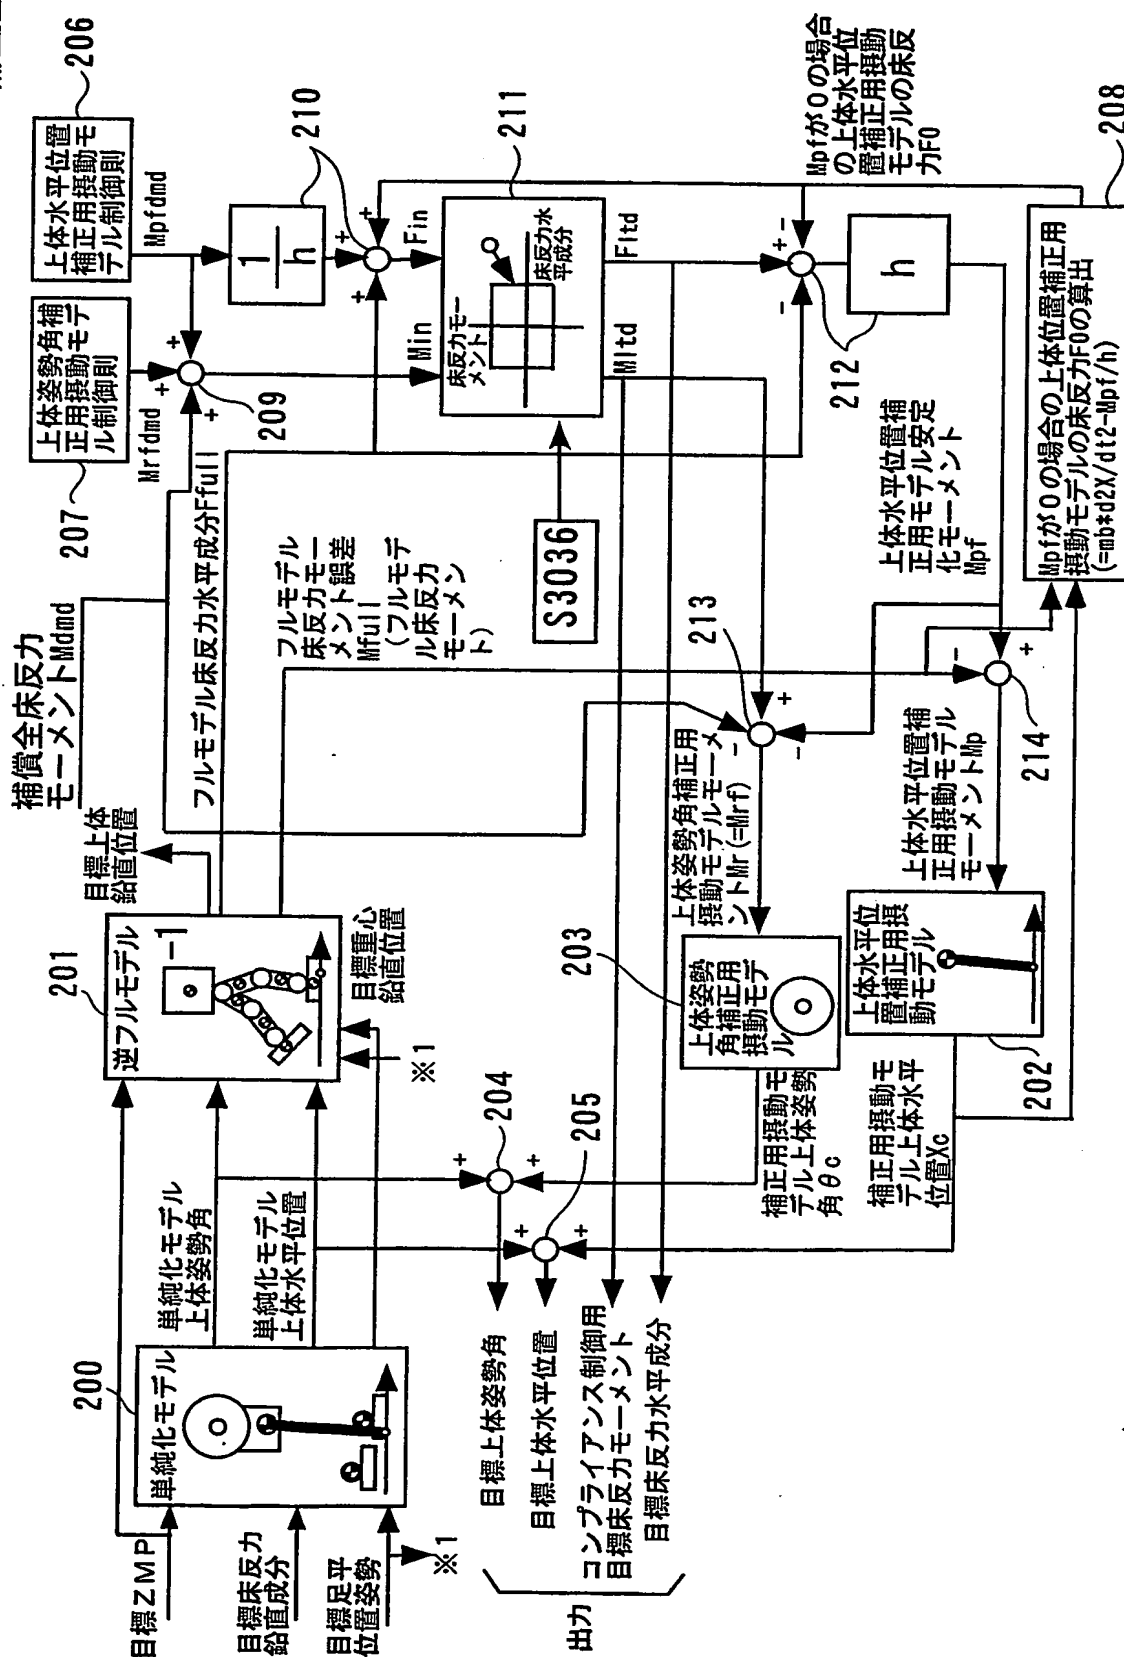 目標ZMP
目標床反力
鉛直成分
目標足平
位置姿勢
※1
200
単純化モデル
単純化モデル
上体姿勢角
単純化モデル
上体水平位置
201
逆フルモデル
-1
※1
目標重心
鉛直位置
目標上体
鉛直位置
補償全床反力
モーメントMdmd
フルモデル床反力水平成分Ffull
フルモデル
床反力モー
メント誤差
Mfull
(フルモデ
ル床反力
モーメン
ト)
207
上体姿勢角補
正用摂動モデ
ル制御則
Mrfdmd
206
上体水平位置
補正用摂動モ
デル制御則
Mpfdmd
+
+
+
209
1
h
210
+
+
+
Fin
Min
211
床反力モー
メント
床反力水
平成分
S3036
Fltd
Mltd
+
-
-
212
h
Mpfが0の場合
の上体水平位
置補正用摂動
モデルの床反
力F0
208
Mpfが0の場合の上体位置補正用
摂動モデルの床反力F0の算出
(=mb*d2X/dt2-Mpf/h)
上体水平位置補
正用モデル安定
化モーメント
Mpf
213
+
-
-
上体姿勢角補正用
摂動モデルモーメ
ントMr(=Mrf)
214
-
+
上体水平位置補
正用摂動モデル
モーメントMp
203
上体姿勢
角補正用
摂動モデ
ル
202
上体水平位
置補正用摂
動モデル
補正用摂動モ
デル上体姿勢
角θc
補正用摂動モ
デル上体水平
位置Xc
204
+
+
205
+
+
出力
目標上体姿勢角
目標上体水平位置
コンプライアンス制御用
目標床反力モーメント
目標床反力水平成分